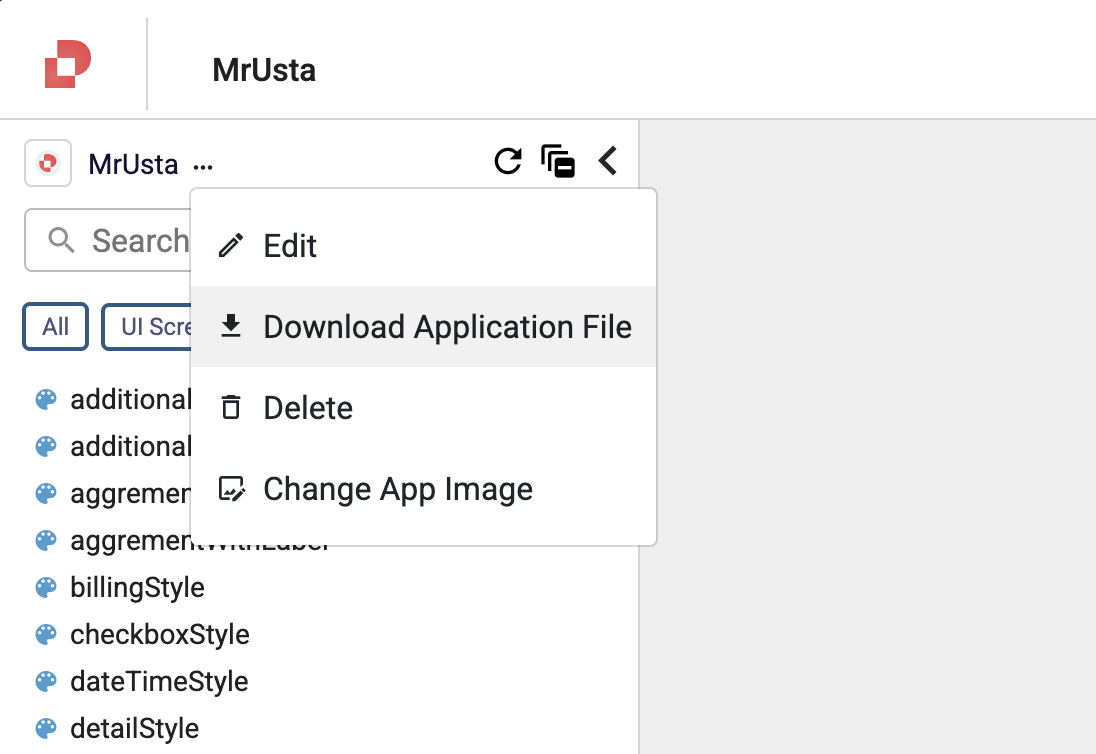 MrUsta
MrUsta ...
Search
Edit
All
UI Scre
Download Application File
additional
Delete
additional
aggremen
Change App Image
aggrementWithLabel
billingStyle
checkboxStyle
dateTimeStyle
detailStyle